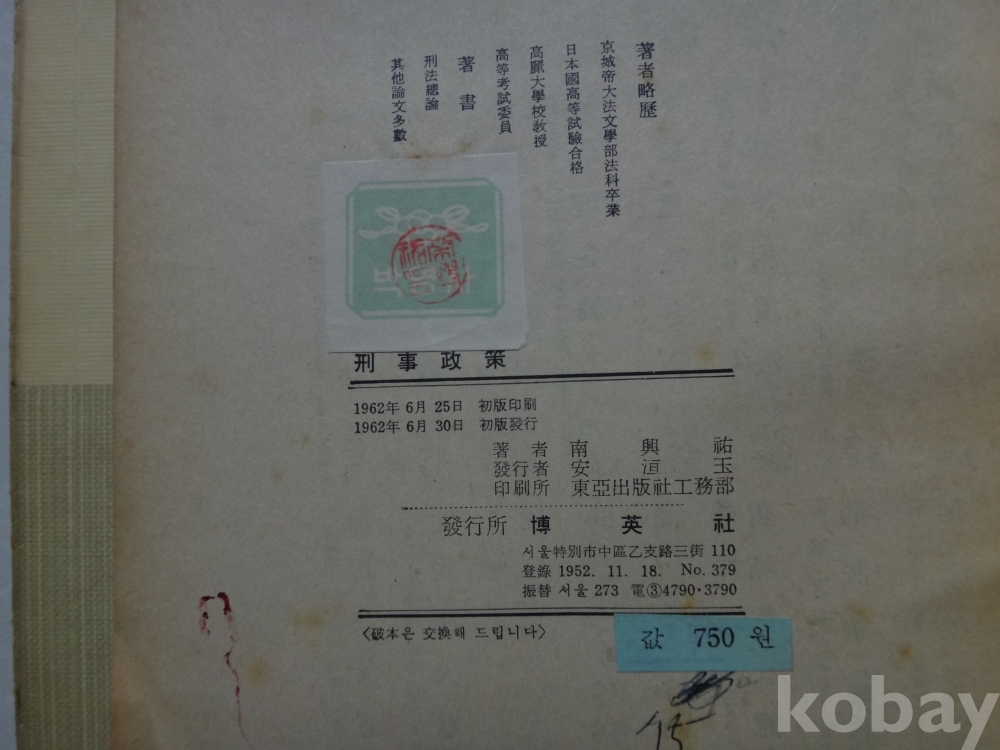 著者略歷
京城帝大法文學部法科卒業
日本國高等試驗合格
高麗大學校敎授
高等考試委員
著書
刑法總論
其他論文多數
刑事政策
1962年 6月 25日 初版印刷
1962年 6月 30日 初版發行
著者 南興祐
發行者 安洹玉
印刷所 東亞出版社工務部
發行所 博英社
서울特別市中區乙支路三街 110
登錄 1952. 11. 18. No. 379
振替 서울 273 電③4790·3790
〈破本은 交換해 드립니다〉
값 750 원
75
kobay